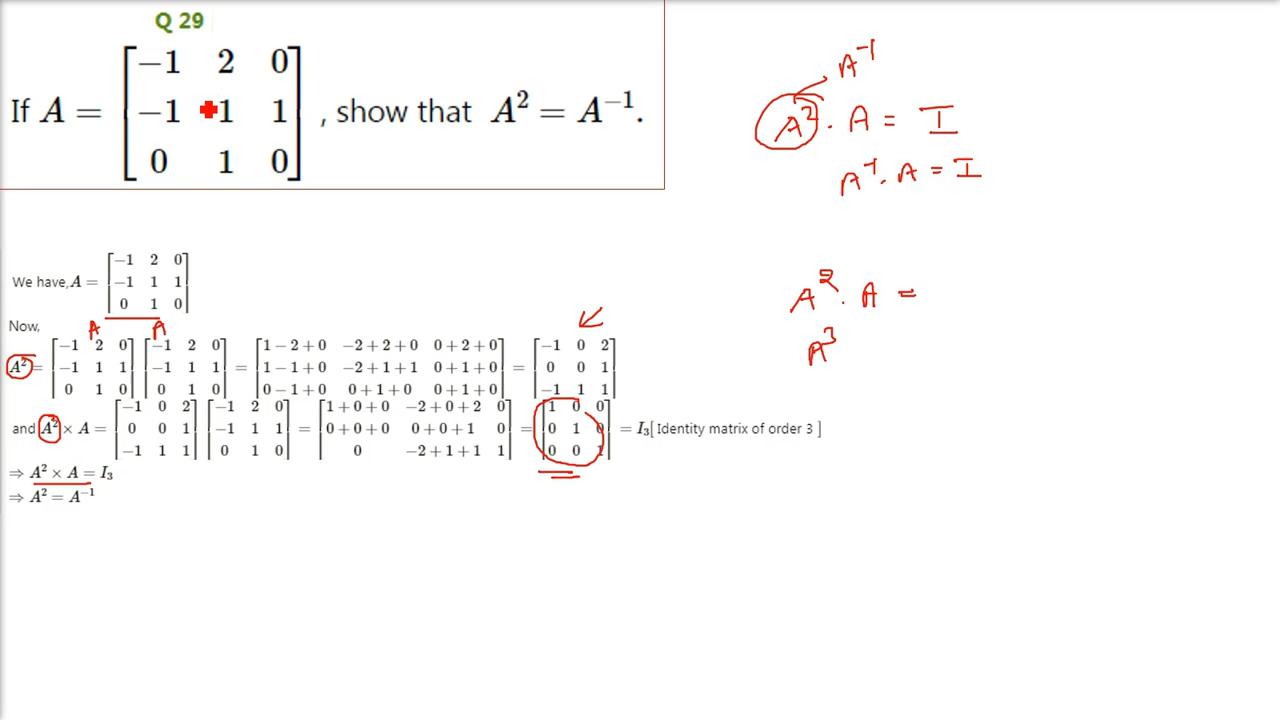 Q 29
If A = [−1 2 0; −1 1 1; 0 1 0], show that A² = A⁻¹.
A⁻¹
A² · A = I
A⁻¹ · A = I
We have, A = [−1 2 0; −1 1 1; 0 1 0]
A² · A =
A³
Now,
A A
A² = [−1 2 0; −1 1 1; 0 1 0] [−1 2 0; −1 1 1; 0 1 0] = [1−2+0 −2+2+0 0+2+0; 1−1+0 −2+1+1 0+1+0; 0−1+0 0+1+0 0+1+0] = [−1 0 2; 0 0 1; −1 1 1]
and A² × A = [−1 0 2; 0 0 1; −1 1 1] [−1 2 0; −1 1 1; 0 1 0] = [1+0+0 −2+0+2 0; 0+0+0 0+0+1 0; 0 −2+1+1 1] = [1 0 0; 0 1 0; 0 0 1] = I₃[ Identity matrix of order 3 ]
⇒ A² × A = I₃
⇒ A² = A⁻¹